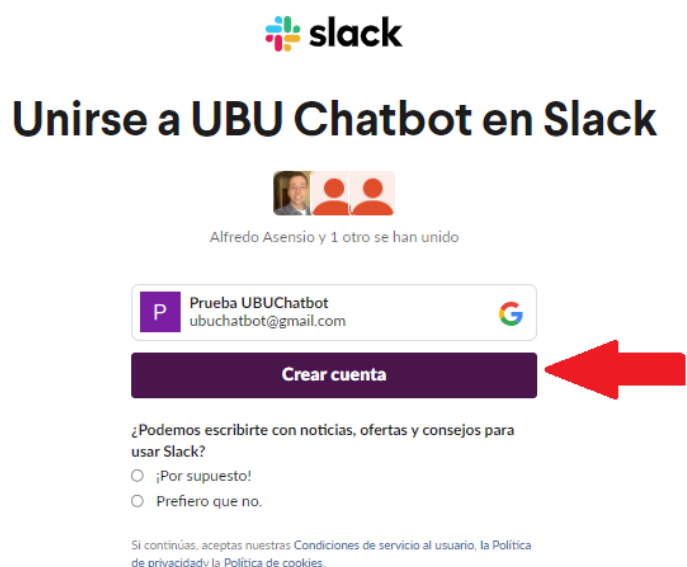 slack
Unirse a UBU Chatbot en Slack
Alfredo Asensio y 1 otro se han unido
P
Prueba UBUChatbot
ubuchatbot@gmail.com
G
Crear cuenta
¿Podemos escribirte con noticias, ofertas y consejos para
usar Slack?
¡Por supuesto!
Prefiero que no.
Si continúas, aceptas nuestras Condiciones de servicio al usuario, la Política
de privacidady la Política de cookies.